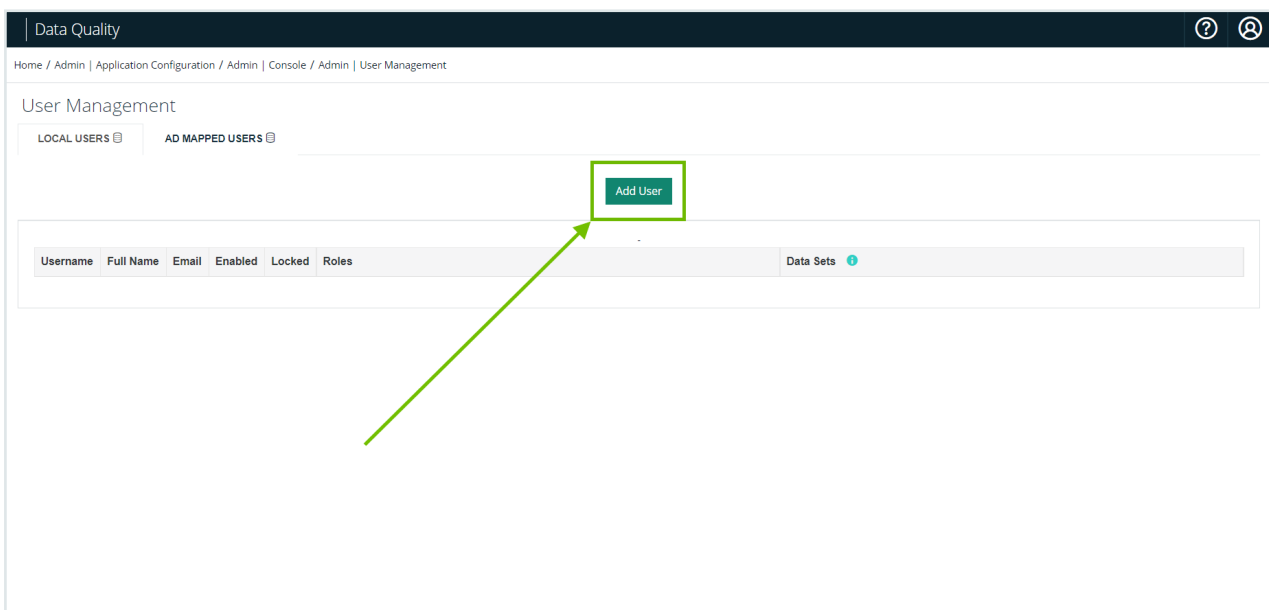 Data Quality
Home / Admin | Application Configuration / Admin | Console / Admin | User Management
User Management
LOCAL USERS AD MAPPED USERS
Add User
-
Username Full Name Email Enabled Locked Roles Data Sets